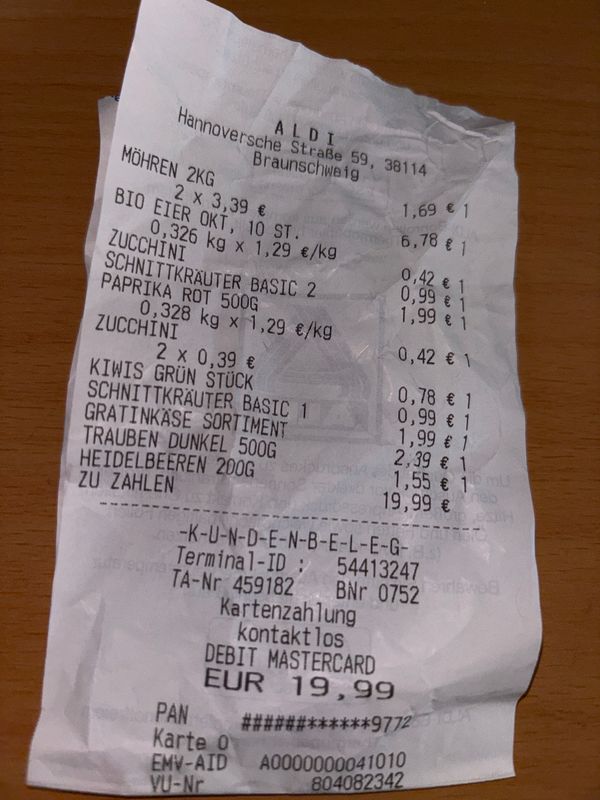 ALDI
Hannoversche Straße 59, 38114
Braunschweig
MÖHREN 2KG 1,69 € 1
2 x 3,39 €
BIO EIER OKT, 10 ST. 6,78 € 1
0,326 kg x 1,29 €/kg
ZUCCHINI 0,42 € 1
SCHNITTKRÄUTER BASIC 2 0,99 € 1
PAPRIKA ROT 500G 1,99 € 1
0,328 kg x 1,29 €/kg
ZUCCHINI 0,42 € 1
2 x 0,39 €
KIWIS GRÜN STÜCK 0,78 € 1
SCHNITTKRÄUTER BASIC 1 0,99 € 1
GRATINKÄSE SORTIMENT 1,99 € 1
TRAUBEN DUNKEL 500G 2,39 € 1
HEIDELBEEREN 200G 1,55 € 1
ZU ZAHLEN 19,99 €
-K-U-N-D-E-N-B-E-L-E-G-
Terminal-ID : 54413247
TA-Nr 459182 BNr 0752
Kartenzahlung
kontaktlos
DEBIT MASTERCARD
EUR 19,99
PAN ######******9772
Karte 0
EMV-AID A0000000041010
VU-Nr 804082342